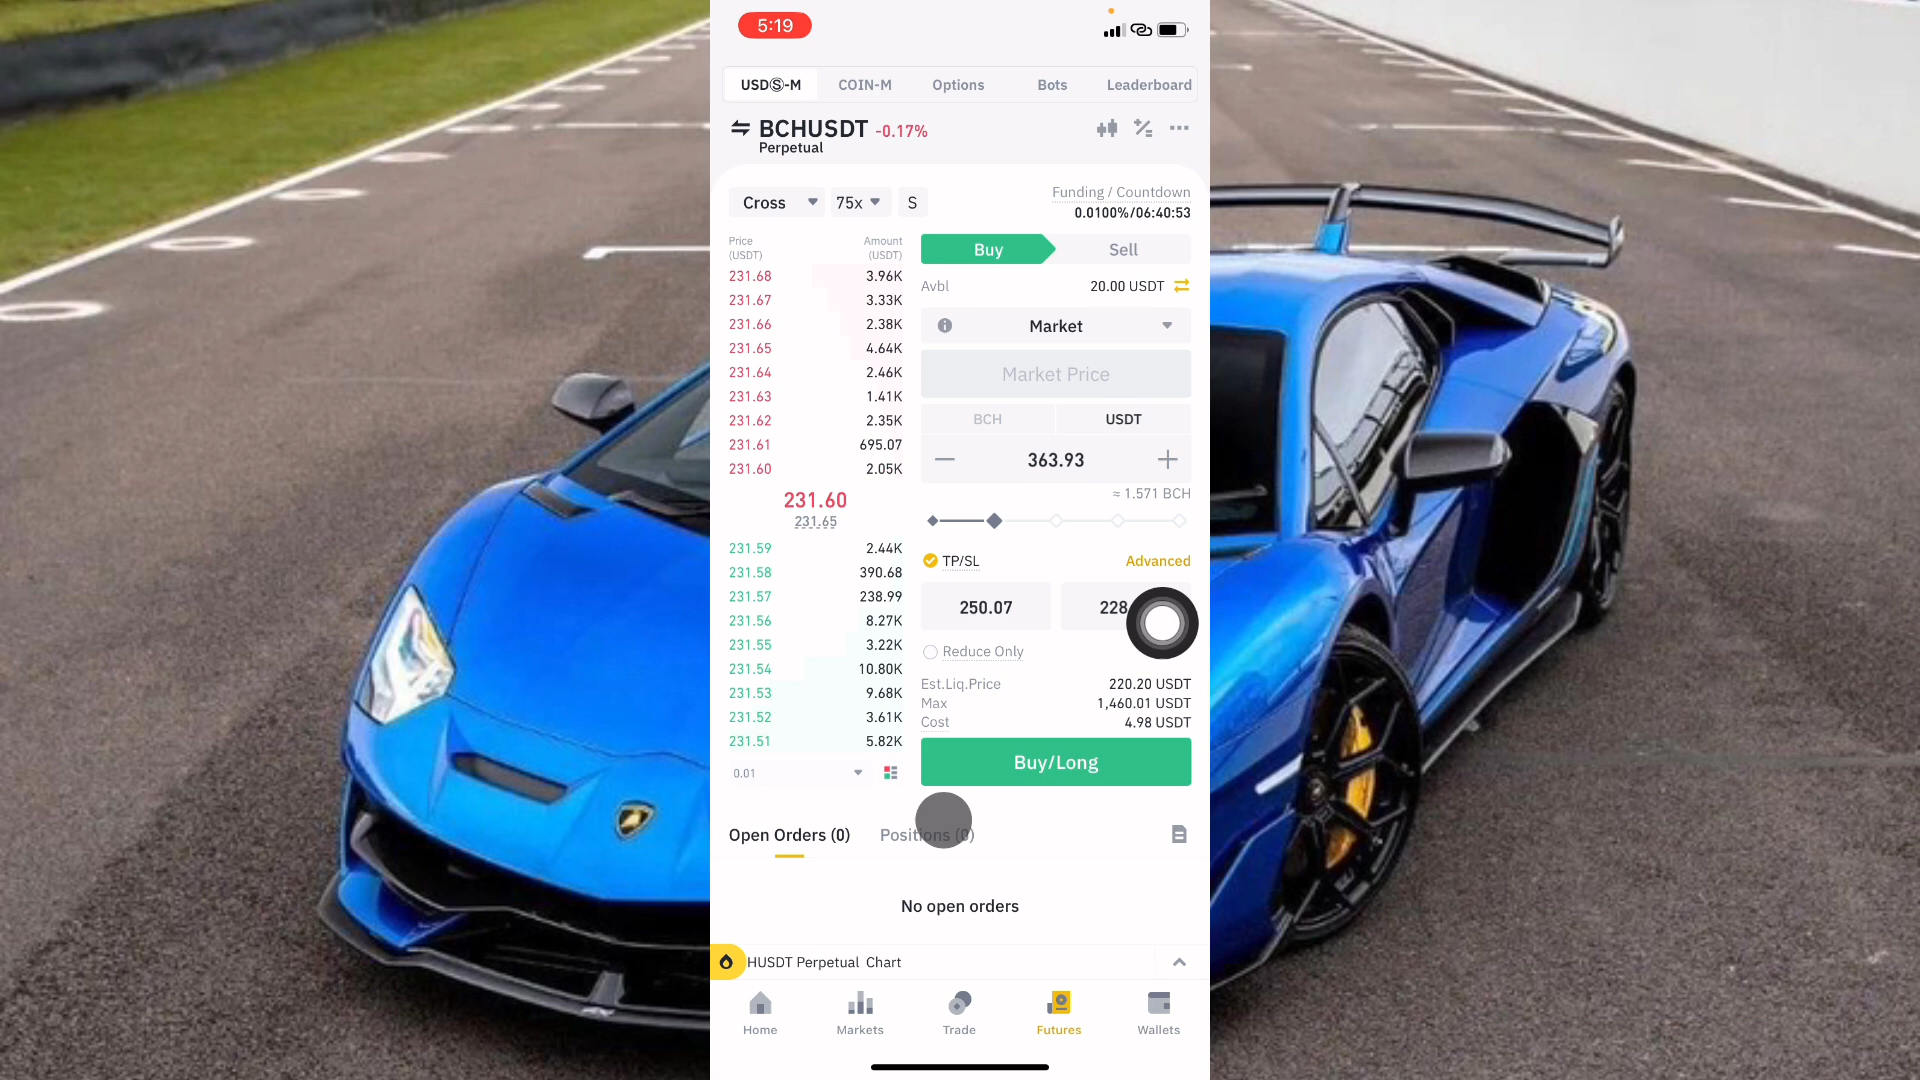 5:19
USDⓈ-M COIN-M Options Bots Leaderboard
BCHUSDT -0.17%
Perpetual
Cross 75x S
Funding / Countdown
0.0100%/06:40:53
Price (USDT) Amount (USDT)
231.68 3.96K
231.67 3.33K
231.66 2.38K
231.65 4.64K
231.64 2.46K
231.63 1.41K
231.62 2.35K
231.61 695.07
231.60 2.05K
231.60
231.65
231.59 2.44K
231.58 390.68
231.57 238.99
231.56 8.27K
231.55 3.22K
231.54 10.80K
231.53 9.68K
231.52 3.61K
231.51 5.82K
0.01
Buy Sell
Avbl 20.00 USDT
Market
Market Price
BCH USDT
363.93
≈ 1.571 BCH
TP/SL Advanced
250.07 228
Reduce Only
Est.Liq.Price 220.20 USDT
Max 1,460.01 USDT
Cost 4.98 USDT
Buy/Long
Open Orders (0) Positions (0)
No open orders
HUSDT Perpetual Chart
Home Markets Trade Futures Wallets